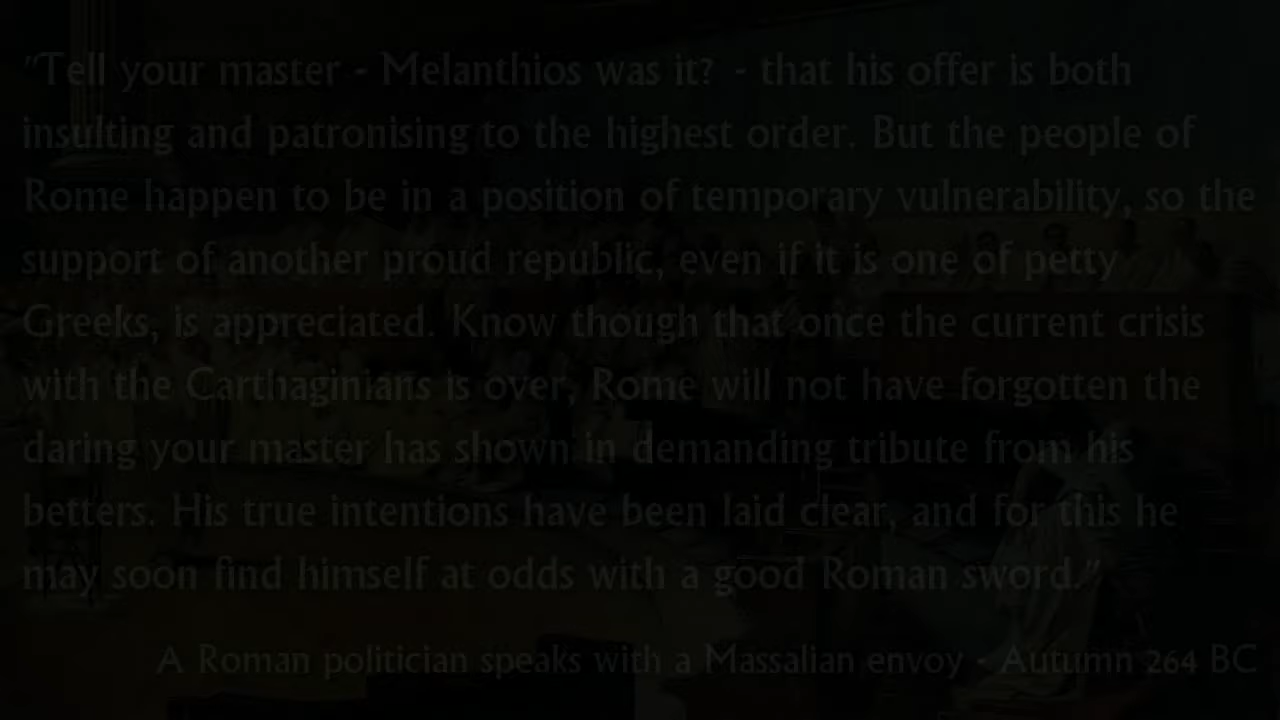 "Tell your master - Melanthios was it? - that his offer is both
insulting and patronising to the highest order. But the people of
Rome happen to be in a position of temporary vulnerability, so the
support of another proud republic, even if it is one of petty
Greeks, is appreciated. Know though that once the current crisis
with the Carthaginians is over, Rome will not have forgotten the
daring your master has shown in demanding tribute from his
betters. His true intentions have been laid clear, and for this he
may soon find himself at odds with a good Roman sword."
A Roman politician speaks with a Massalian envoy - Autumn 264 BC